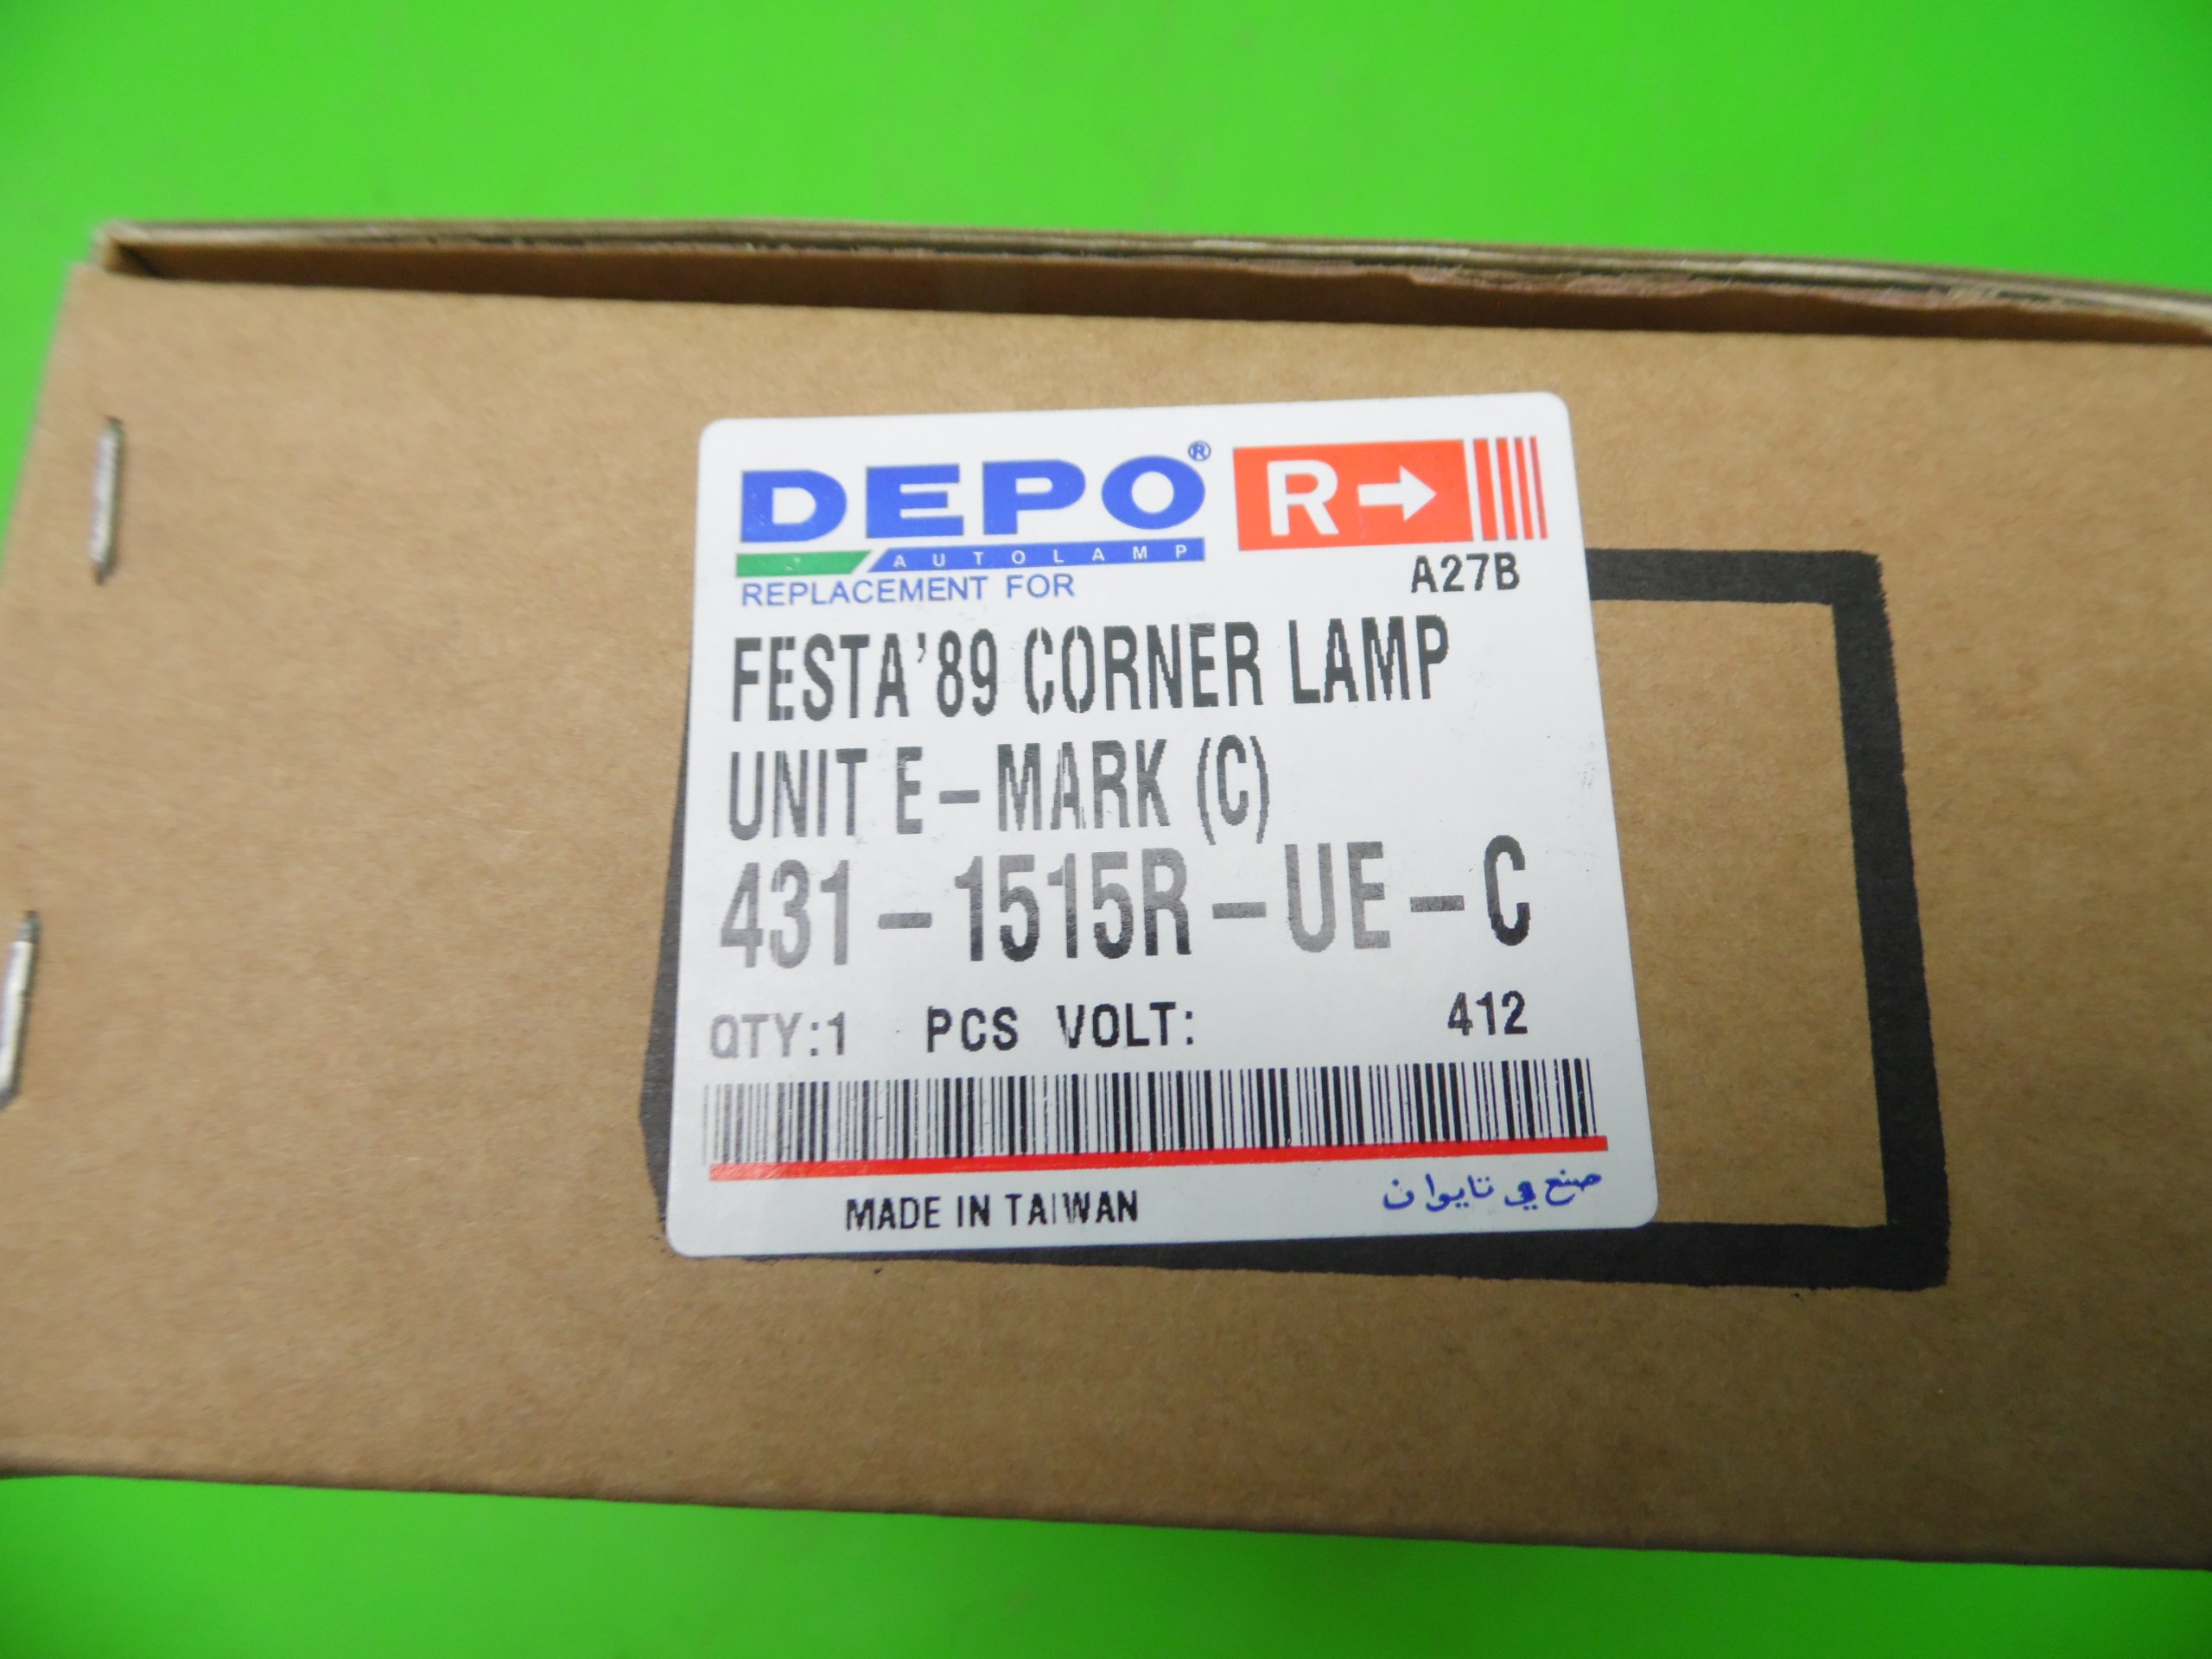 DEPO® R→
AUTOLAMP
REPLACEMENT FOR A27B
FESTA'89 CORNER LAMP
UNIT E-MARK (C)
431-1515R-UE-C
QTY:1 PCS VOLT: 412
MADE IN TAIWAN صنع في تايوان